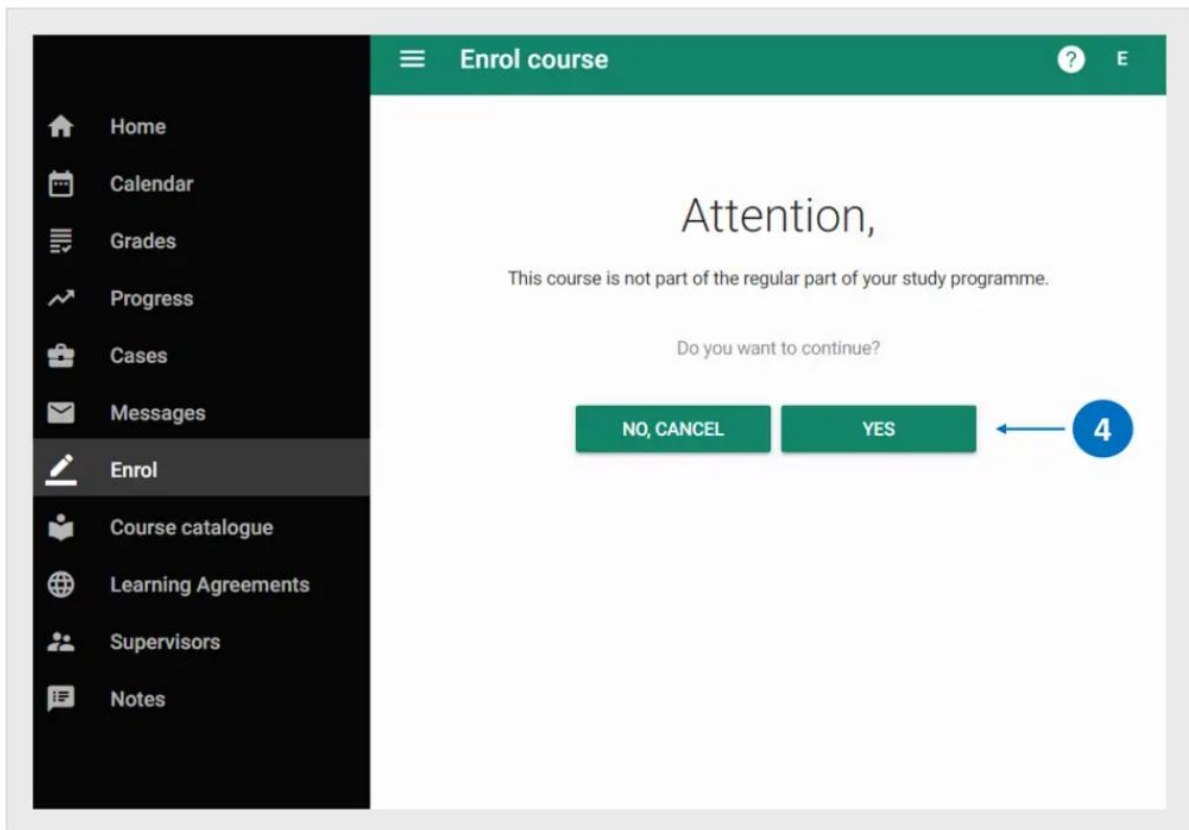 Enrol course
? E
Home
Calendar
Grades
Progress
Cases
Messages
Enrol
Course catalogue
Learning Agreements
Supervisors
Notes
Attention,
This course is not part of the regular part of your study programme.
Do you want to continue?
NO, CANCEL YES 4